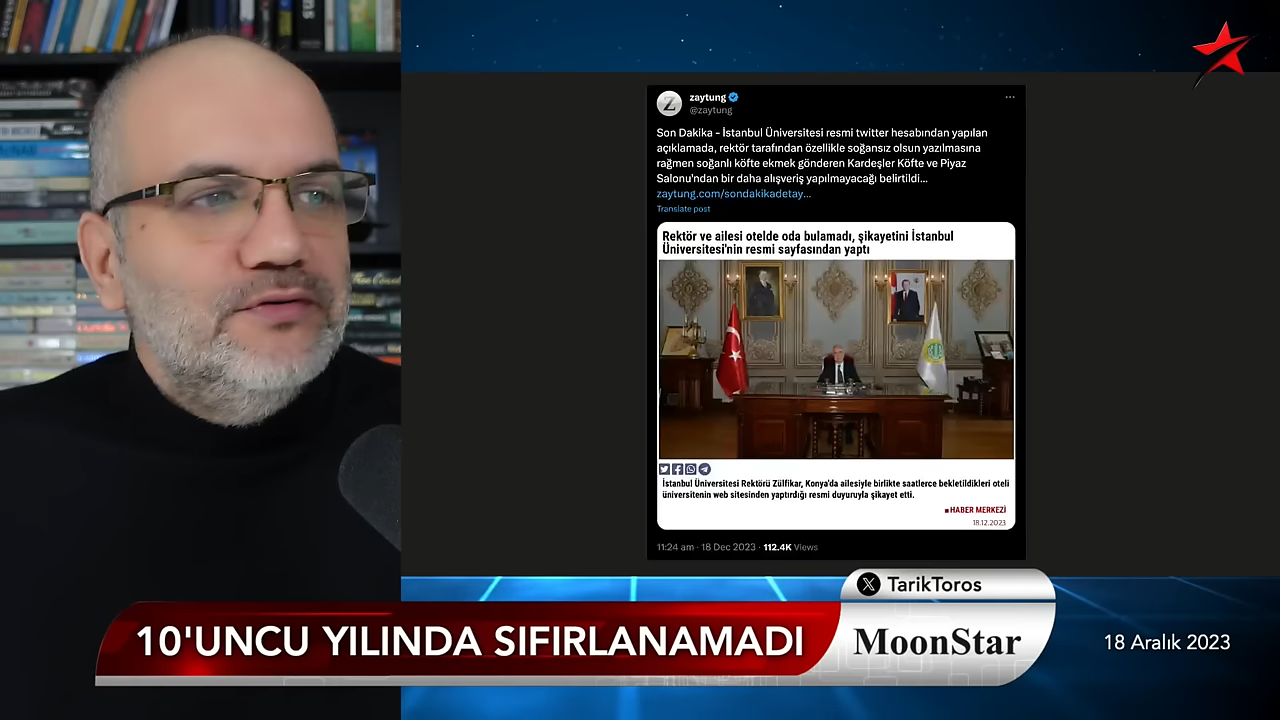 zaytung
@zaytung
Son Dakika - İstanbul Üniversitesi resmi twitter hesabından yapılan
açıklamada, rektör tarafından özellikle soğansız olsun yazılmasına
rağmen soğanlı köfte ekmek gönderen Kardeşler Köfte ve Piyaz
Salonu'ndan bir daha alışveriş yapılmayacağı belirtildi...
zaytung.com/sondakikadetay...
Translate post
Rektör ve ailesi otelde oda bulamadı, şikayetini İstanbul
Üniversitesi'nin resmi sayfasından yaptı
İstanbul Üniversitesi Rektörü Zülfikar, Konya'da ailesiyle birlikte saatlerce bekletildikleri oteli
üniversitenin web sitesinden yaptırdığı resmi duyuruyla şikayet etti.
HABER MERKEZİ
18.12.2023
11:24 am · 18 Dec 2023 · 112.4K Views
X TarikToros
10'UNCU YILINDA SIFIRLANAMADI
MoonStar
18 Aralık 2023